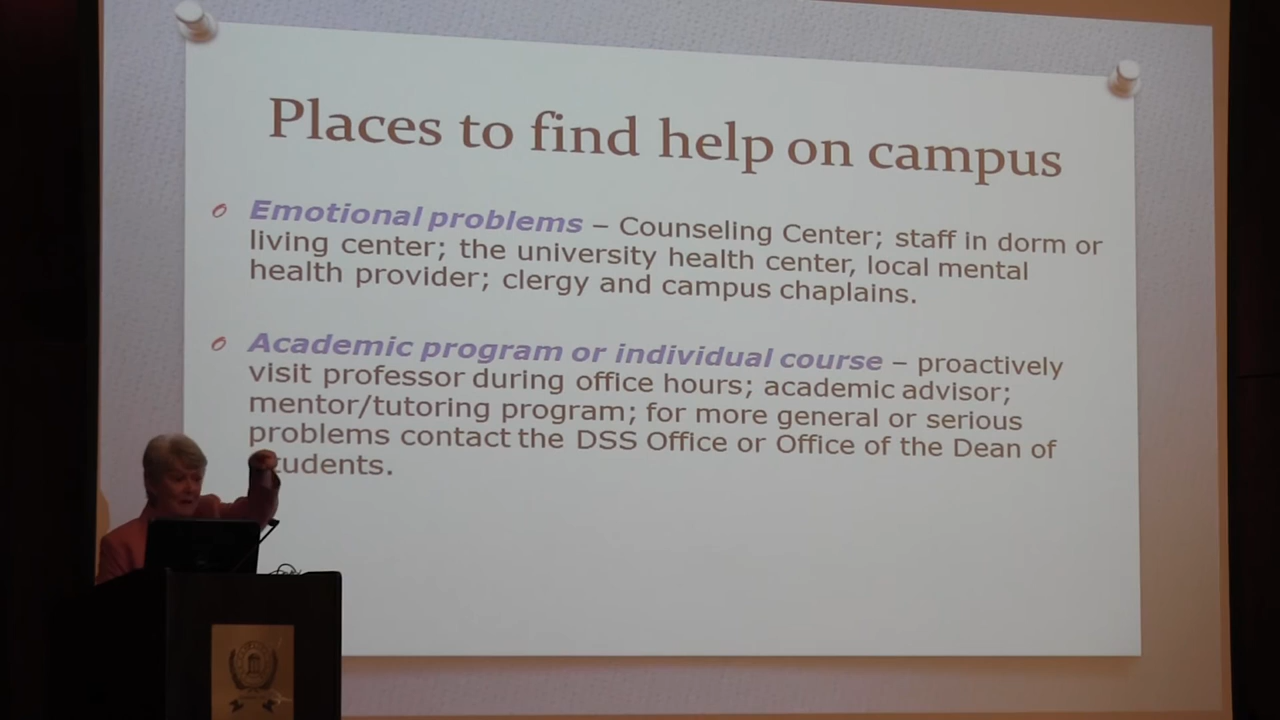 Places to find help on campus
Emotional problems – Counseling Center; staff in dorm or
living center; the university health center, local mental
health provider; clergy and campus chaplains.
Academic program or individual course – proactively
visit professor during office hours; academic advisor;
mentor/tutoring program; for more general or serious
problems contact the DSS Office or Office of the Dean of
tudents.